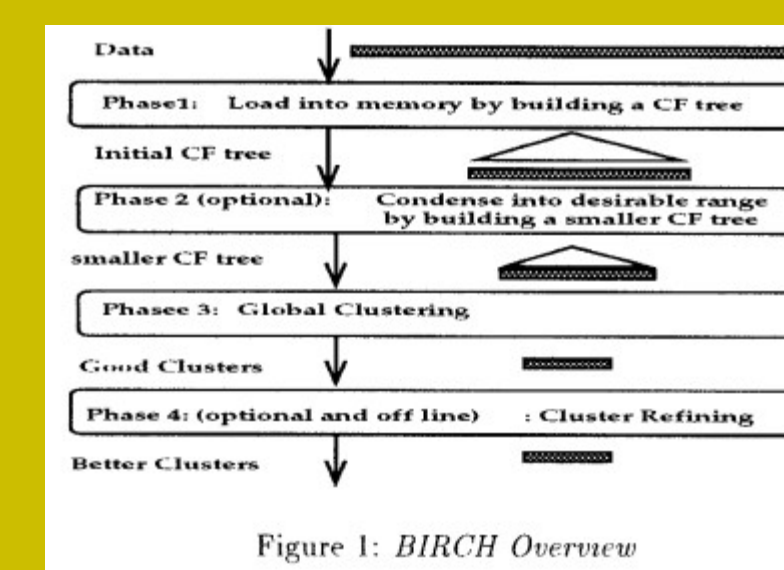 Data
Phase1: Load into memory by building a CF tree
Initial CF tree
Phase 2 (optional): Condense into desirable range
by building a smaller CF tree
smaller CF tree
Phasee 3: Global Clustering
Good Clusters
Phase 4: (optional and off line) : Cluster Refining
Better Clusters
Figure 1: BIRCH Overview